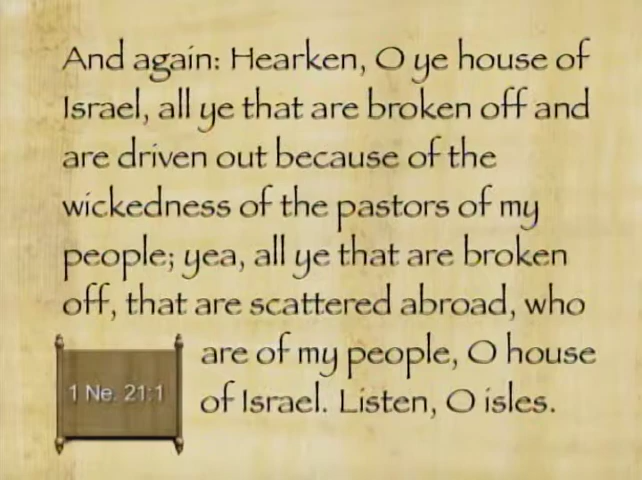 And again: Hearken, O ye house of
Israel, all ye that are broken off and
are driven out because of the
wickedness of the pastors of my
people; yea, all ye that are broken
off, that are scattered abroad, who
are of my people, O house
of Israel. Listen, O isles.
1 Ne. 21:1